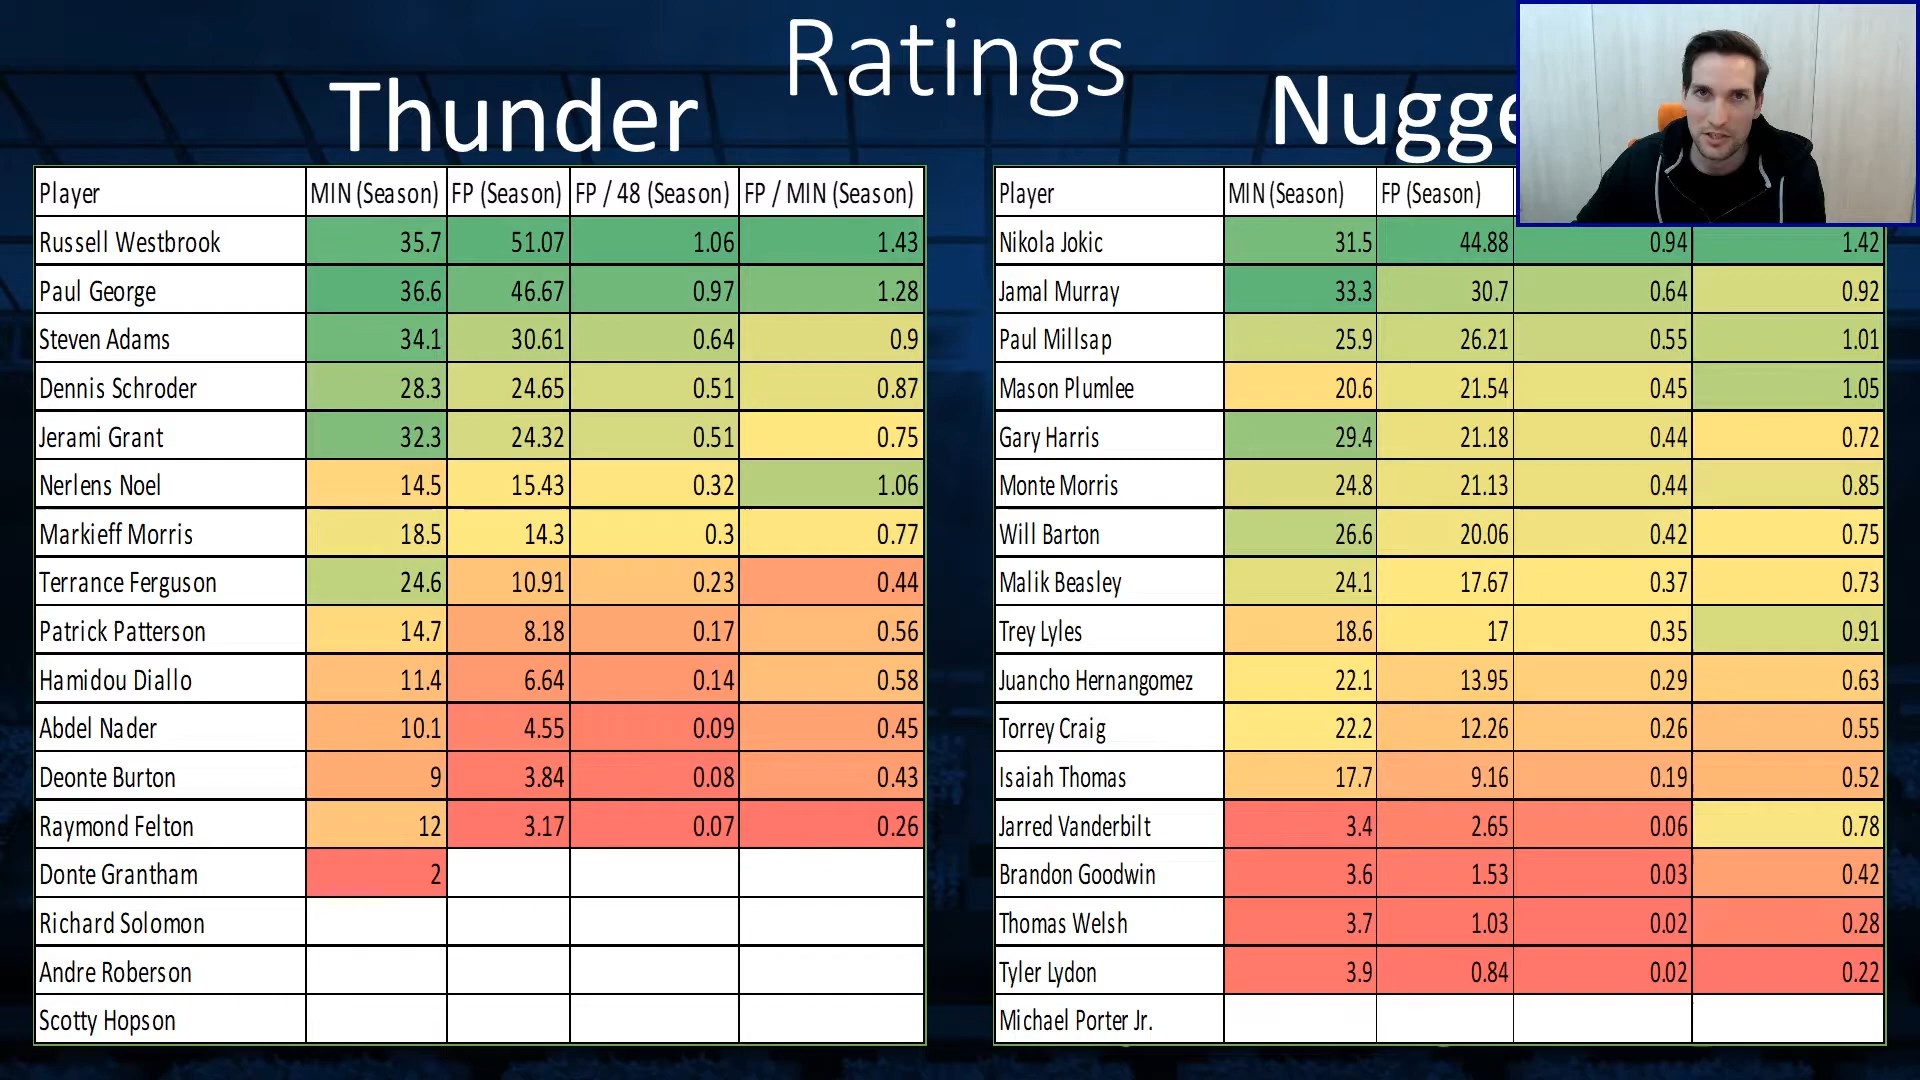 Ratings
Thunder
Player MIN (Season) FP (Season) FP / 48 (Season) FP / MIN (Season)
Russell Westbrook 35.7 51.07 1.06 1.43
Paul George 36.6 46.67 0.97 1.28
Steven Adams 34.1 30.61 0.64 0.9
Dennis Schroder 28.3 24.65 0.51 0.87
Jerami Grant 32.3 24.32 0.51 0.75
Nerlens Noel 14.5 15.43 0.32 1.06
Markieff Morris 18.5 14.3 0.3 0.77
Terrance Ferguson 24.6 10.91 0.23 0.44
Patrick Patterson 14.7 8.18 0.17 0.56
Hamidou Diallo 11.4 6.64 0.14 0.58
Abdel Nader 10.1 4.55 0.09 0.45
Deonte Burton 9 3.84 0.08 0.43
Raymond Felton 12 3.17 0.07 0.26
Donte Grantham 2
Richard Solomon
Andre Roberson
Scotty Hopson
Nugge
Player MIN (Season) FP (Season)
Nikola Jokic 31.5 44.88 0.94 1.42
Jamal Murray 33.3 30.7 0.64 0.92
Paul Millsap 25.9 26.21 0.55 1.01
Mason Plumlee 20.6 21.54 0.45 1.05
Gary Harris 29.4 21.18 0.44 0.72
Monte Morris 24.8 21.13 0.44 0.85
Will Barton 26.6 20.06 0.42 0.75
Malik Beasley 24.1 17.67 0.37 0.73
Trey Lyles 18.6 17 0.35 0.91
Juancho Hernangomez 22.1 13.95 0.29 0.63
Torrey Craig 22.2 12.26 0.26 0.55
Isaiah Thomas 17.7 9.16 0.19 0.52
Jarred Vanderbilt 3.4 2.65 0.06 0.78
Brandon Goodwin 3.6 1.53 0.03 0.42
Thomas Welsh 3.7 1.03 0.02 0.28
Tyler Lydon 3.9 0.84 0.02 0.22
Michael Porter Jr.